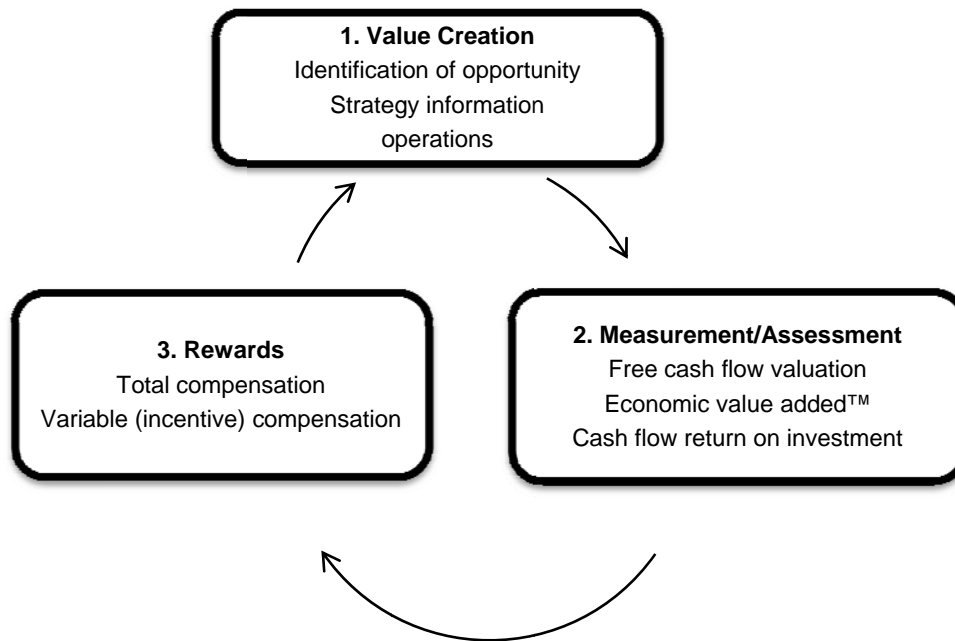 1. Value Creation
Identification of opportunity
Strategy information
operations
3. Rewards
Total compensation
Variable (incentive) compensation
2. Measurement/Assessment
Free cash flow valuation
Economic value added™
Cash flow return on investment